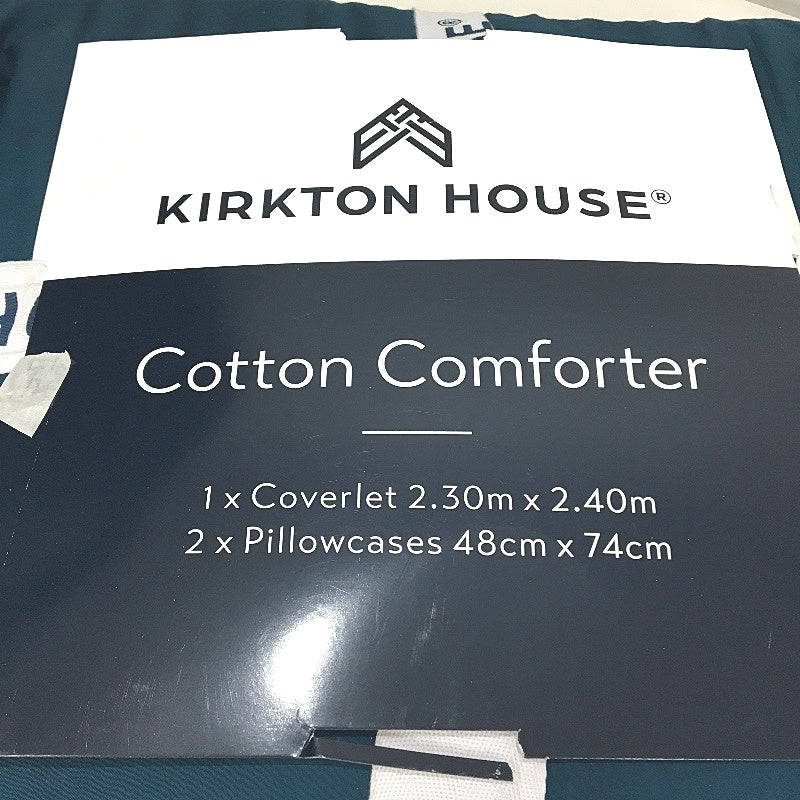 KIRKTON HOUSE®
Cotton Comforter
1 x Coverlet 2.30m x 2.40m
2 x Pillowcases 48cm x 74cm